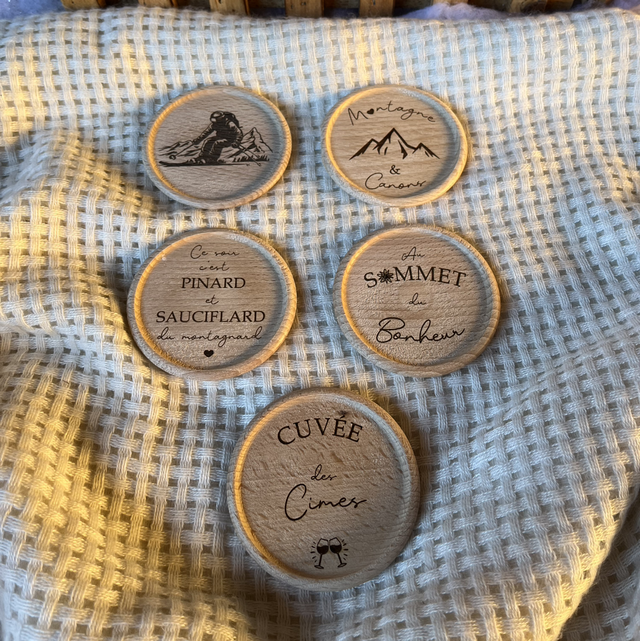 Montagne
&
Canons
Ce soir
c'est
PINARD
et
SAUCIFLARD
du montagnard
Au
SOMMET
du
Bonheur
CUVÉE
des
Cimes